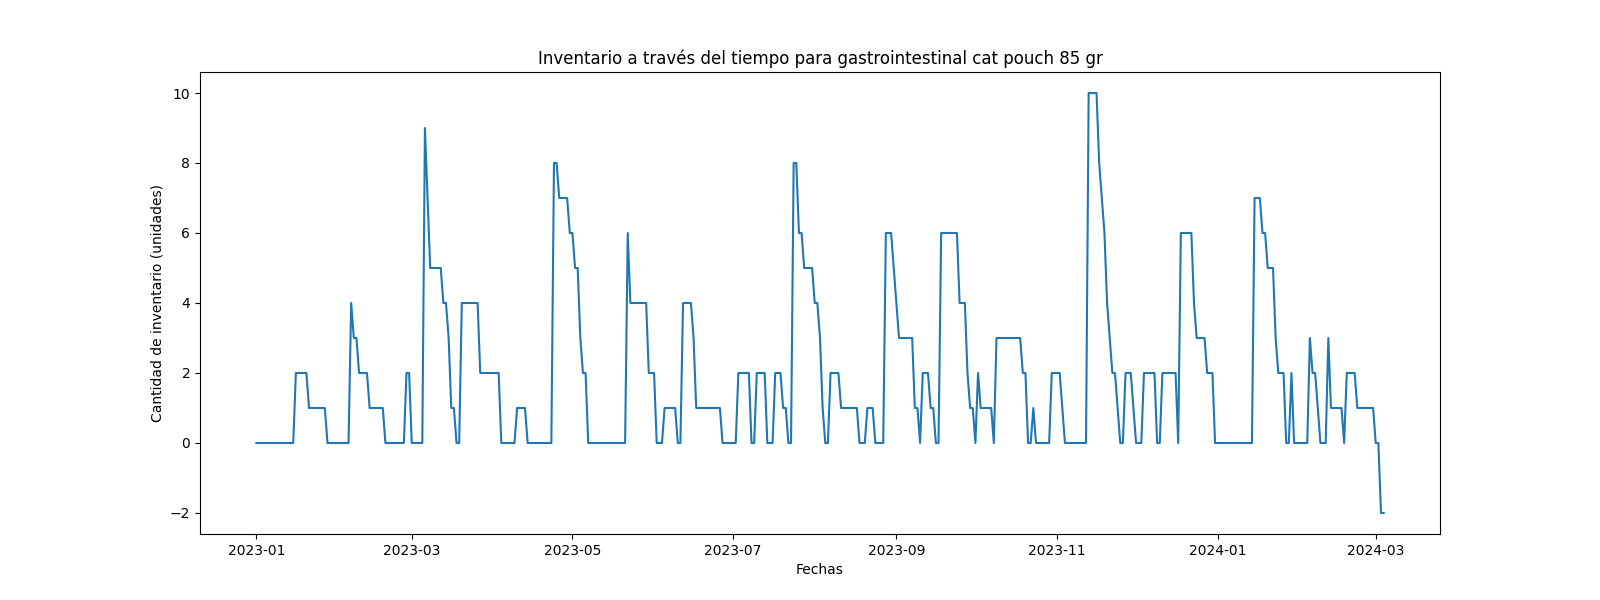 Inventario a través del tiempo para gastrointestinal cat pouch 85 gr
Cantidad de inventario (unidades)
10
8
6
4
2
0
−2
2023-01 2023-03 2023-05 2023-07 2023-09 2023-11 2024-01 2024-03
Fechas